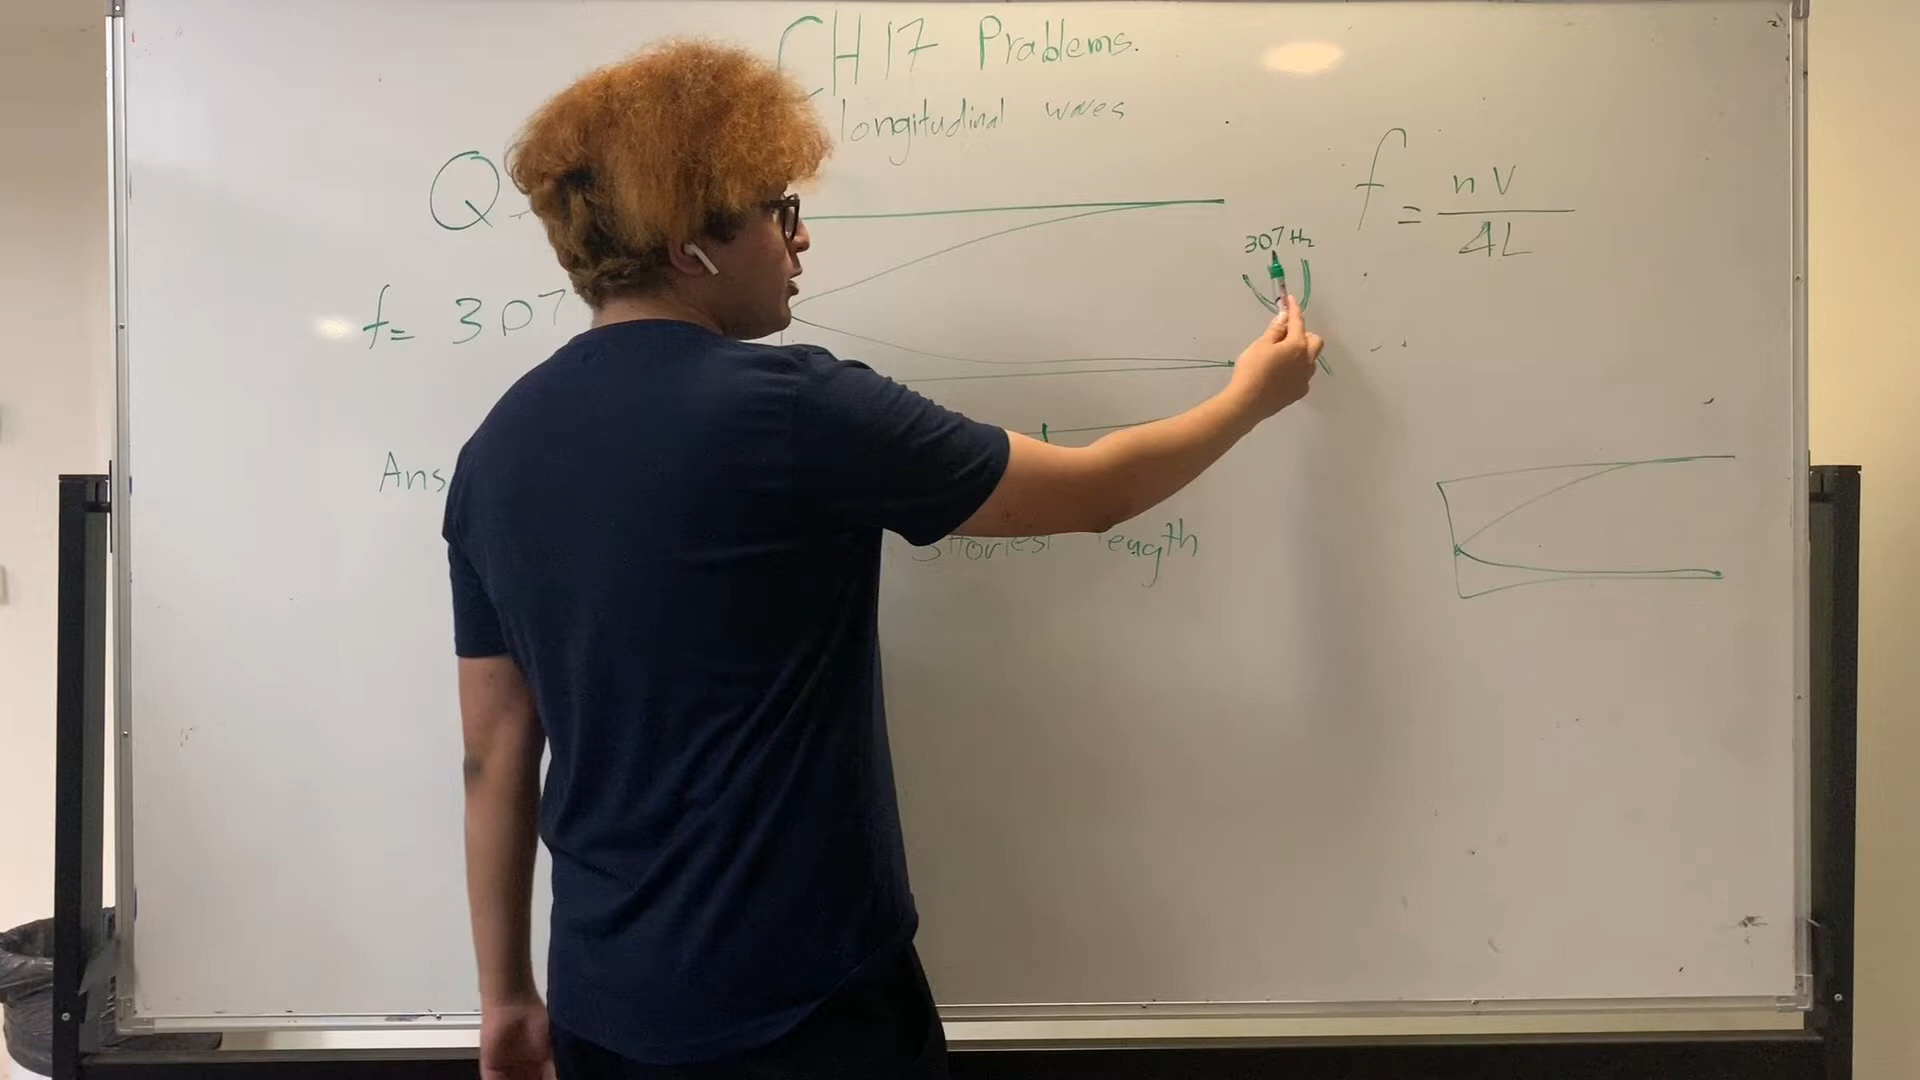 CH 17 Problems.
longitudinal waves
Q
f = nV
4L
307 Hz
f = 307
Ans
Shortest length